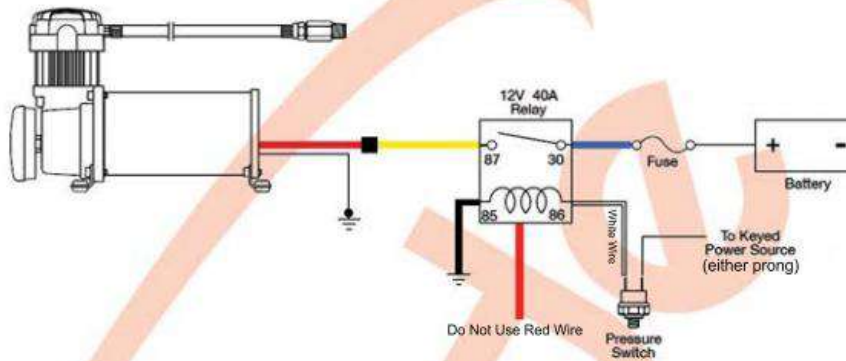 12V 40A
Relay
87
30
Fuse
+
-
Battery
85
86
White Wire
To Keyed
Power Source
(either prong)
Do Not Use Red Wire
Pressure
Switch